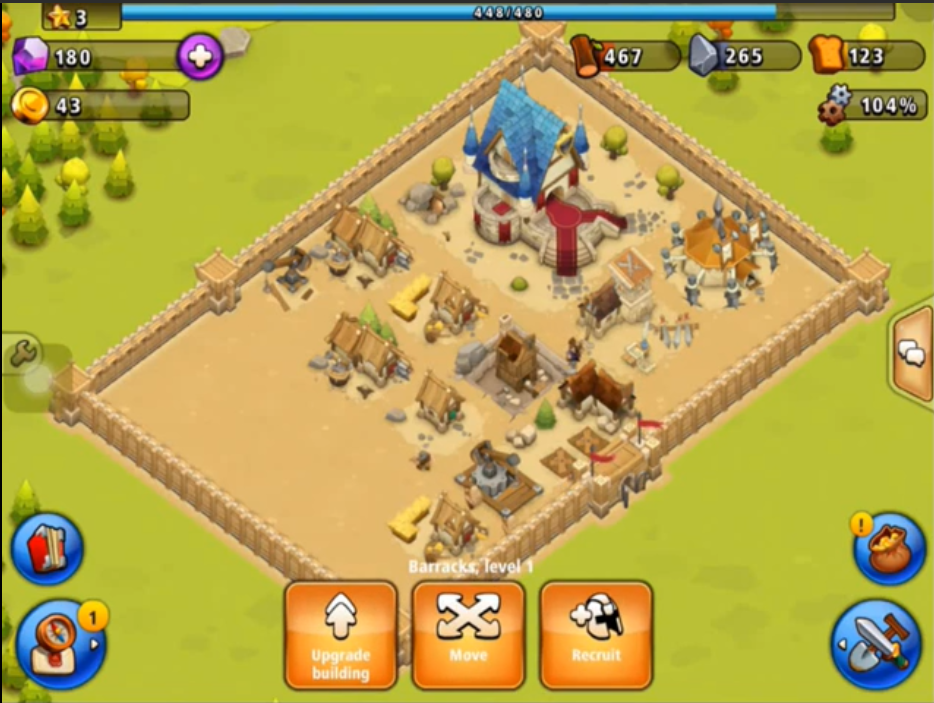 3
448/480
180
467
265
123
43
104%
Barracks, level 1
Upgrade
building
Move
Recruit
!
1